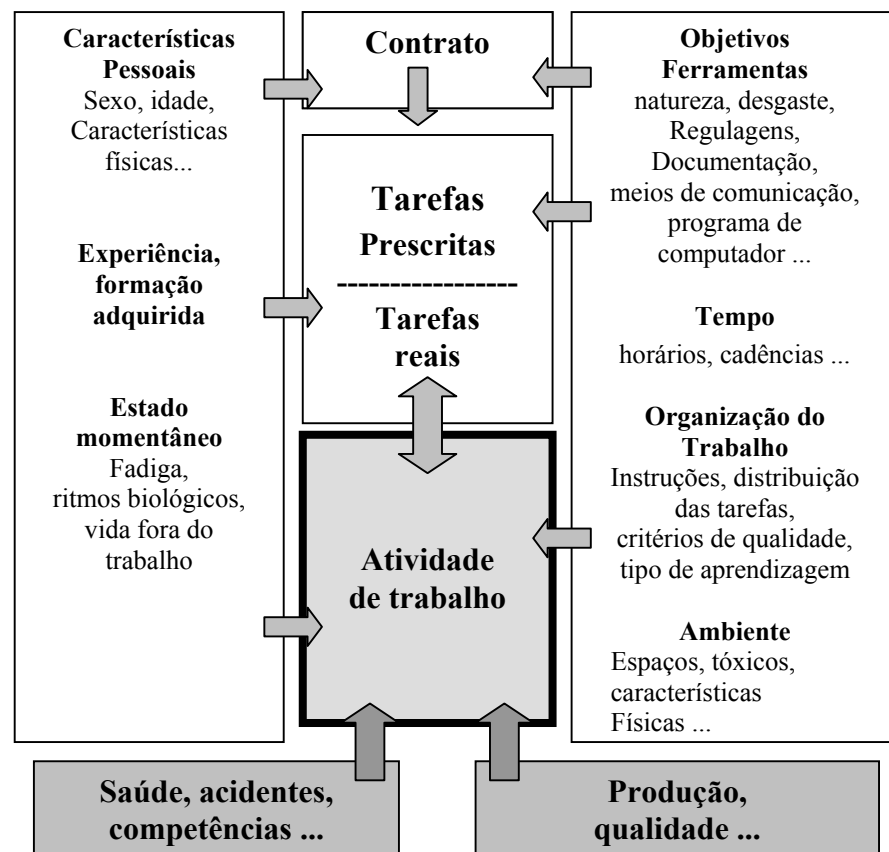 Características
Pessoais
Sexo, idade,
Características
físicas...
Experiência,
formação
adquirida
Estado
momentâneo
Fadiga,
ritmos biológicos,
vida fora do
trabalho
Contrato
Tarefas
Prescritas
------------------
Tarefas
reais
Atividade
de trabalho
Objetivos
Ferramentas
natureza, desgaste,
Regulagens,
Documentação,
meios de comunicação,
programa de
computador ...
Tempo
horários, cadências ...
Organização do
Trabalho
Instruções, distribuição
das tarefas,
critérios de qualidade,
tipo de aprendizagem
Ambiente
Espaços, tóxicos,
características
Físicas ...
Saúde, acidentes,
competências ...
Produção,
qualidade ...